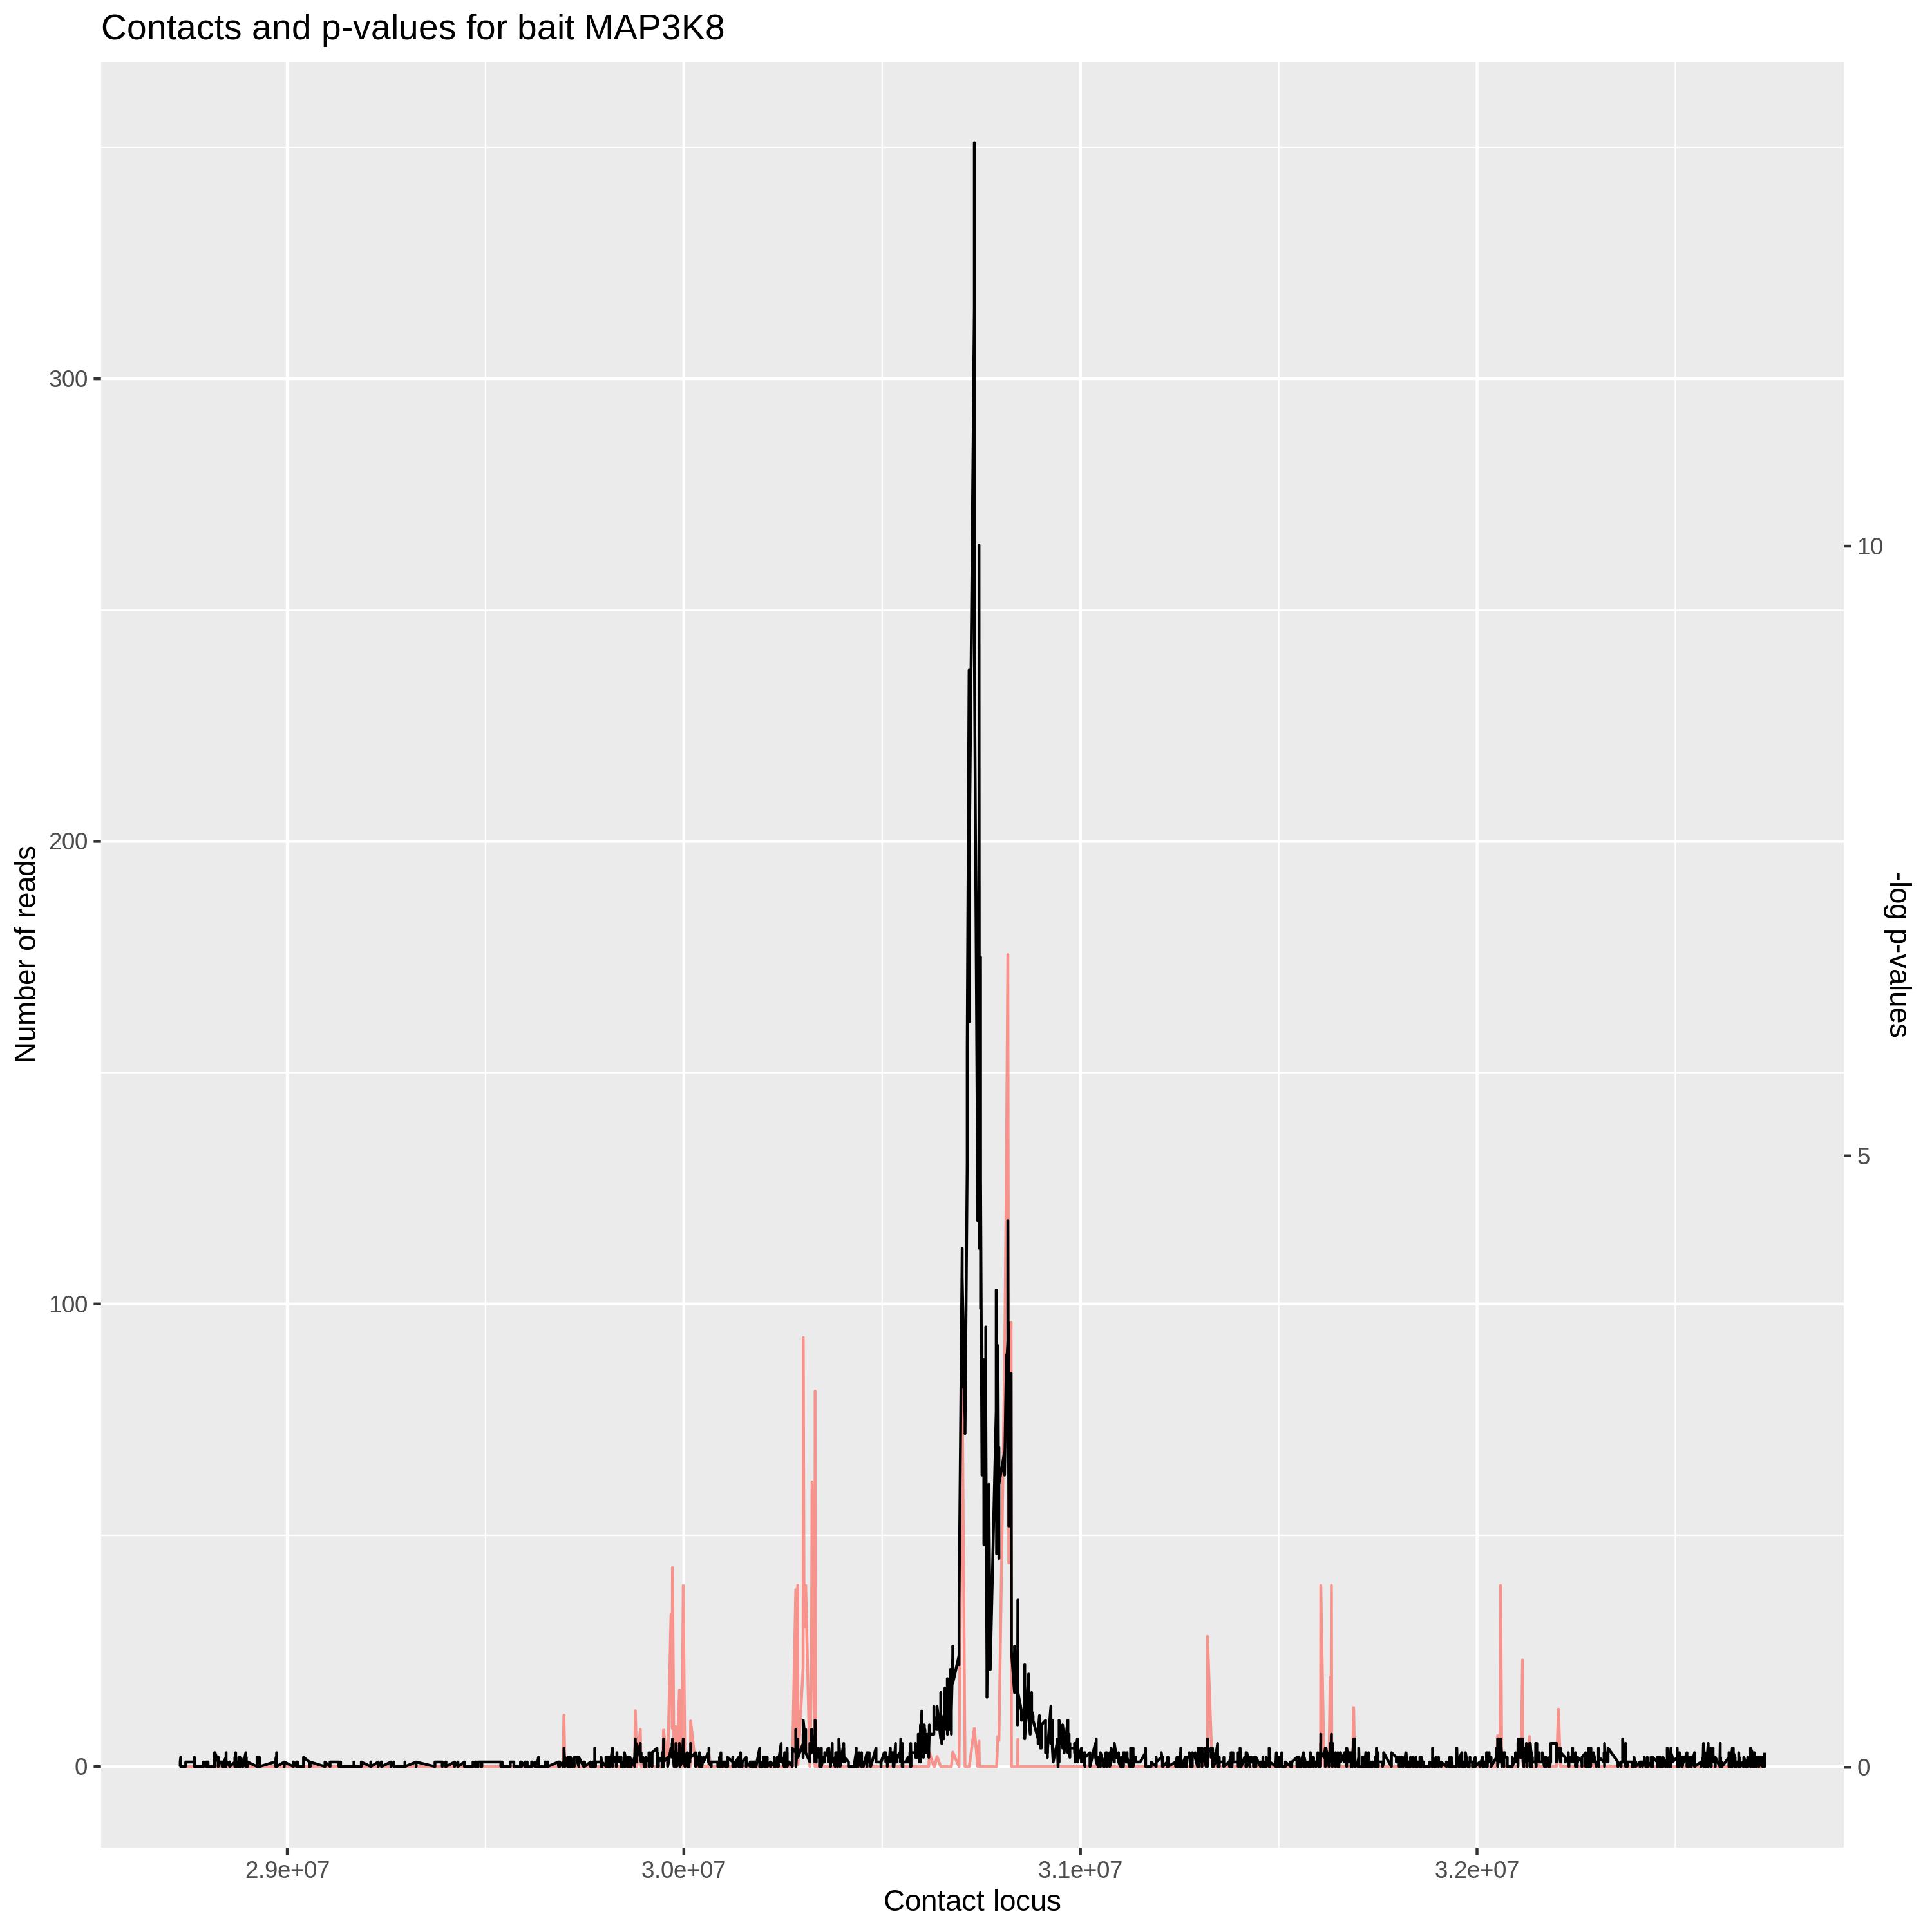 Contacts and p-values for bait MAP3K8
300
200
100
0
Number of reads
10
5
0
-log p-values
2.9e+07
3.0e+07
3.1e+07
3.2e+07
Contact locus